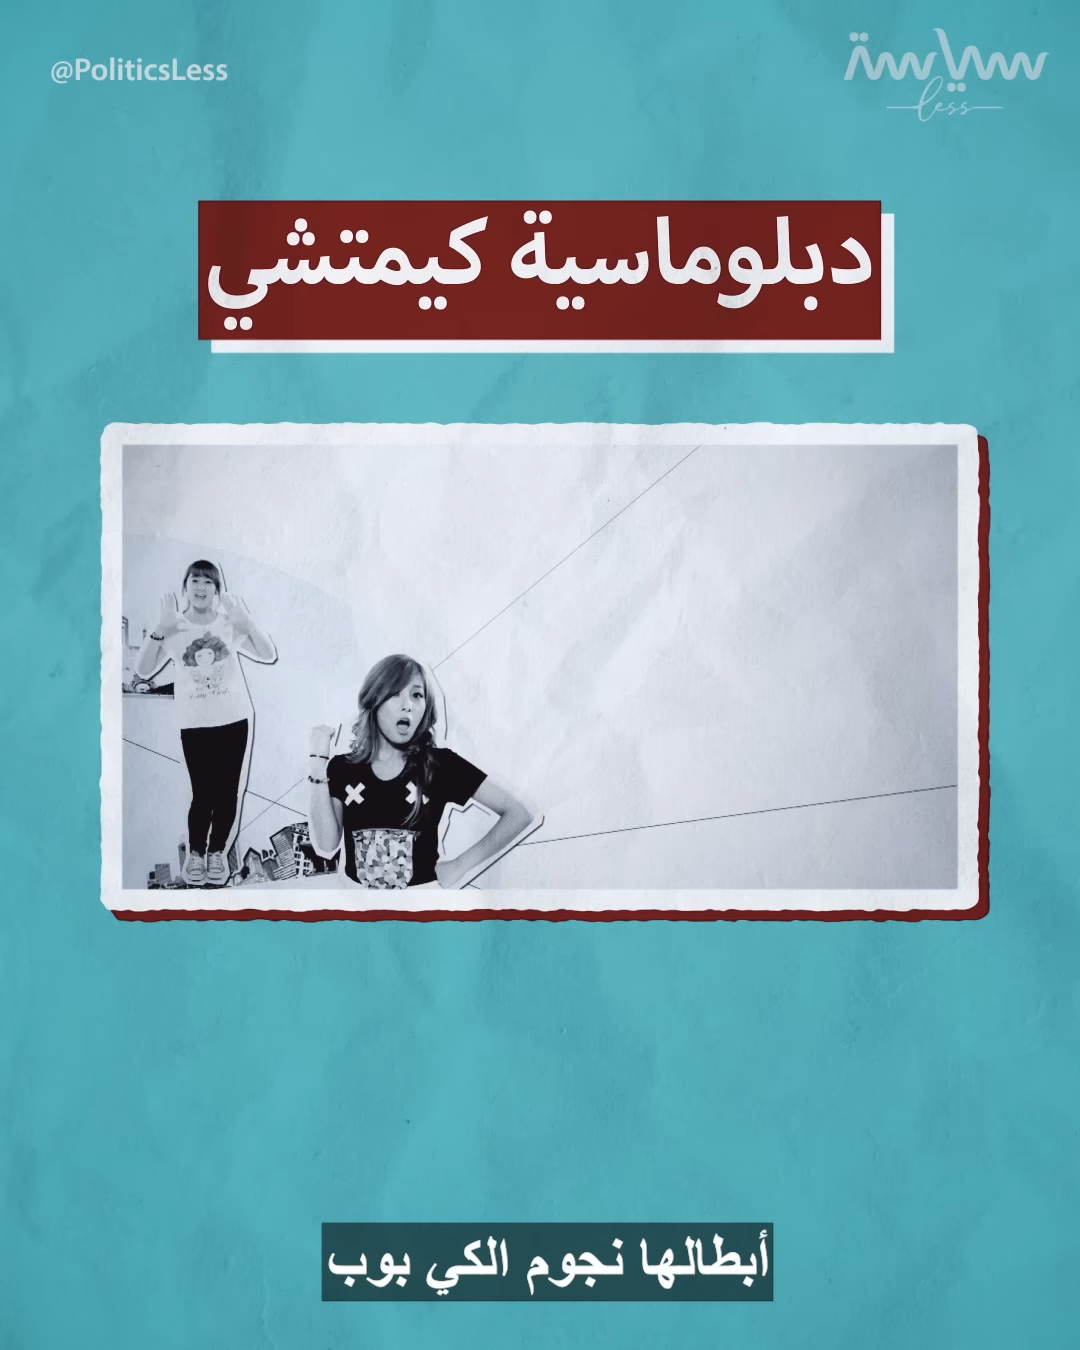 @PoliticsLess
سياسة
less
دبلوماسية كيمتشي
أبطالها نجوم الكي بوب